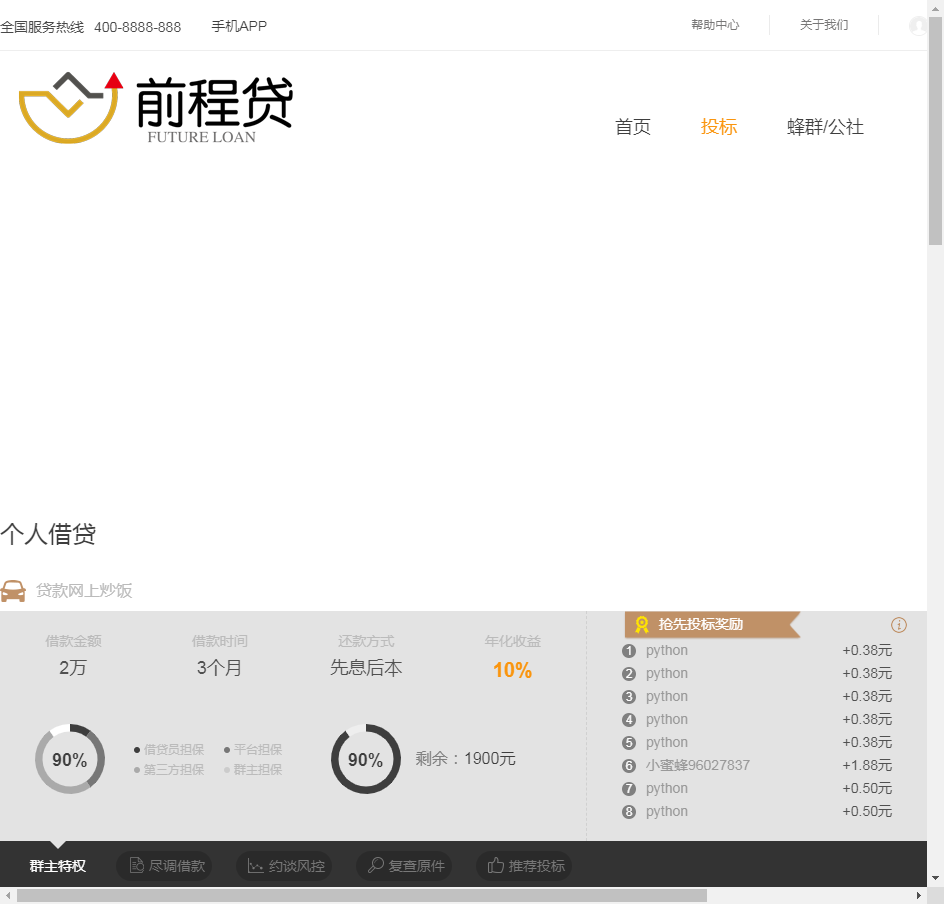 全国服务热线 400-8888-888 手机APP 帮助中心 关于我们
前程贷
FUTURE LOAN
首页 投标 蜂群/公社
个人借贷
贷款网上炒饭
抢先投标奖励
借款金额 借款时间 还款方式 年化收益
2万 3个月 先息后本 10%
90% 借贷员担保 平台担保
第三方担保 群主担保
90% 剩余：1900元
1 python +0.38元
2 python +0.38元
3 python +0.38元
4 python +0.38元
5 python +0.38元
6 小蜜蜂96027837 +1.88元
7 python +0.50元
8 python +0.50元
群主特权 尽调借款 约谈风控 复查原件 推荐投标